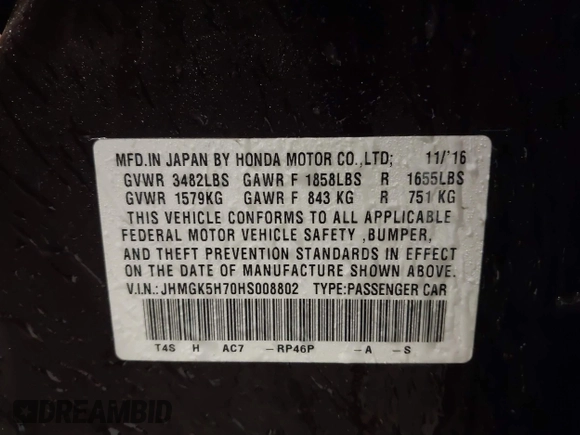 MFD.IN JAPAN BY HONDA MOTOR CO.,LTD; 11/'16
GVWR 3482LBS GAWR F 1858LBS R 1655LBS
GVWR 1579KG GAWR F 843 KG R 751 KG
THIS VEHICLE CONFORMS TO ALL APPLICABLE
FEDERAL MOTOR VEHICLE SAFETY ,BUMPER,
AND THEFT PREVENTION STANDARDS IN EFFECT
ON THE DATE OF MANUFACTURE SHOWN ABOVE.
V.I.N.:JHMGK5H70HS008802 TYPE:PASSENGER CAR
T4S H AC7 -RP46P -A -S
DREAMBID